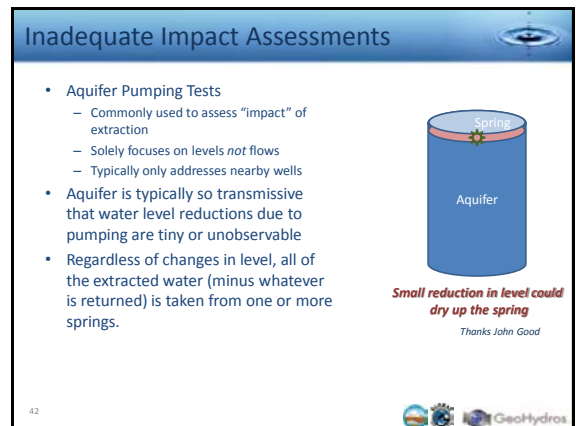 Inadequate Impact Assessments
• Aquifer Pumping Tests
– Commonly used to assess “impact” of
extraction
– Solely focuses on levels not flows
– Typically only addresses nearby wells
• Aquifer is typically so transmissive
that water level reductions due to
pumping are tiny or unobservable
• Regardless of changes in level, all of
the extracted water (minus whatever
is returned) is taken from one or more
springs.
Spring
Aquifer
Small reduction in level could
dry up the spring
Thanks John Good
42
GeoHydros